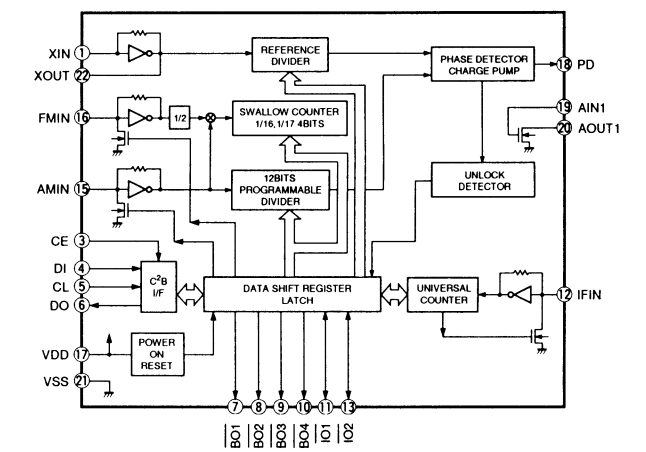 XIN 1
REFERENCE
DIVIDER
PHASE DETECTOR
CHARGE PUMP
18 PD
XOUT 22
FMIN 16
1/2
SWALLOW COUNTER
1/16,1/17 4BITS
19 AIN1
20 AOUT1
AMIN 15
12BITS
PROGRAMMABLE
DIVIDER
UNLOCK
DETECTOR
CE 3
DI 4
CL 5
DO 6
C²B
I/F
DATA SHIFT REGISTER
LATCH
UNIVERSAL
COUNTER
12 IFIN
VDD 17
POWER
ON
RESET
VSS 21
7 8 9 10 11 13
BO1 BO2 BO3 BO4 IO1 IO2